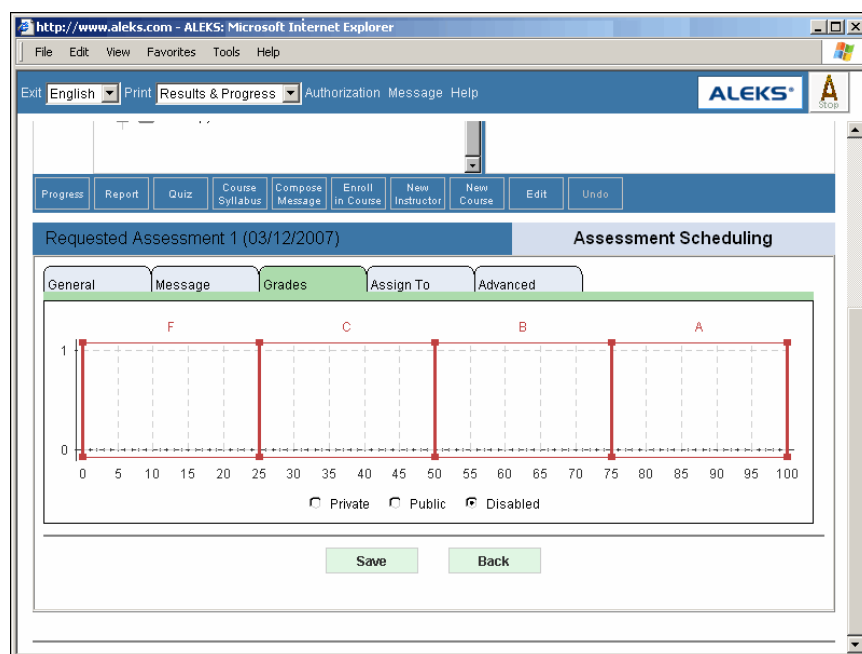 http://www.aleks.com - ALEKS: Microsoft Internet Explorer
File Edit View Favorites Tools Help
Exit English Print Results & Progress Authorization Message Help
ALEKS
Stop
Progress Report Quiz Course Syllabus Compose Message Enroll in Course New Instructor New Course Edit Undo
Requested Assessment 1 (03/12/2007) Assessment Scheduling
General Message Grades Assign To Advanced
F C B A
1
0
0 5 10 15 20 25 30 35 40 45 50 55 60 65 70 75 80 85 90 95 100
Private Public Disabled
Save Back